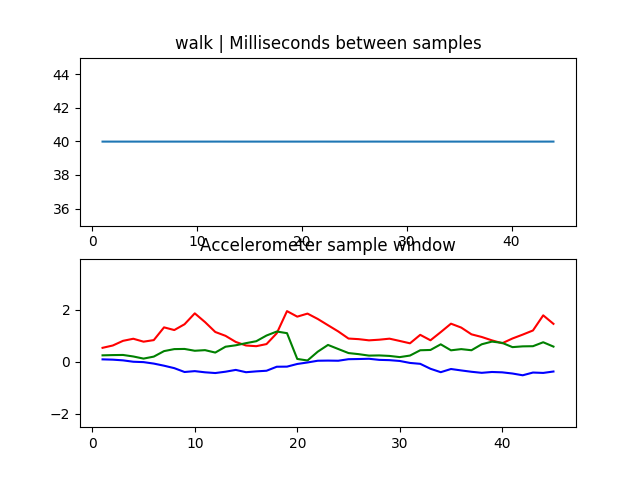 walk | Milliseconds between samples
44
42
40
38
36
0 10 20 30 40
Accelerometer sample window
2
0
−2
0 10 20 30 40